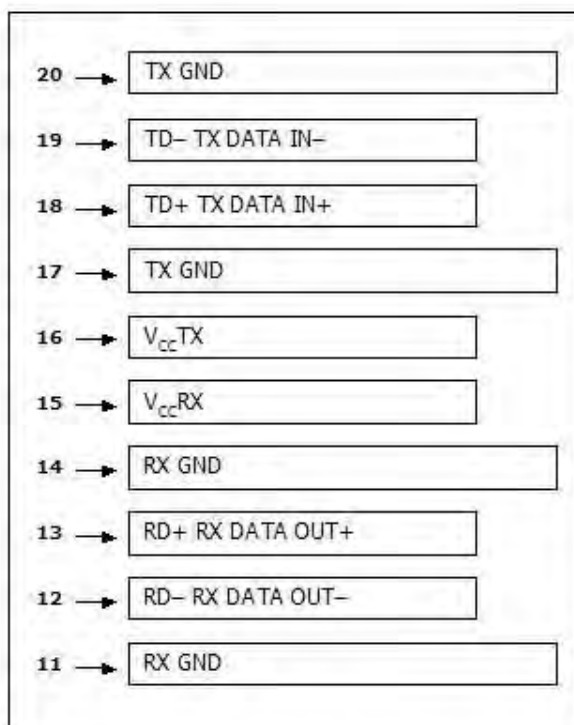 20 TX GND
19 TD− TX DATA IN−
18 TD+ TX DATA IN+
17 TX GND
16 VCCTX
15 VCCRX
14 RX GND
13 RD+ RX DATA OUT+
12 RD− RX DATA OUT−
11 RX GND